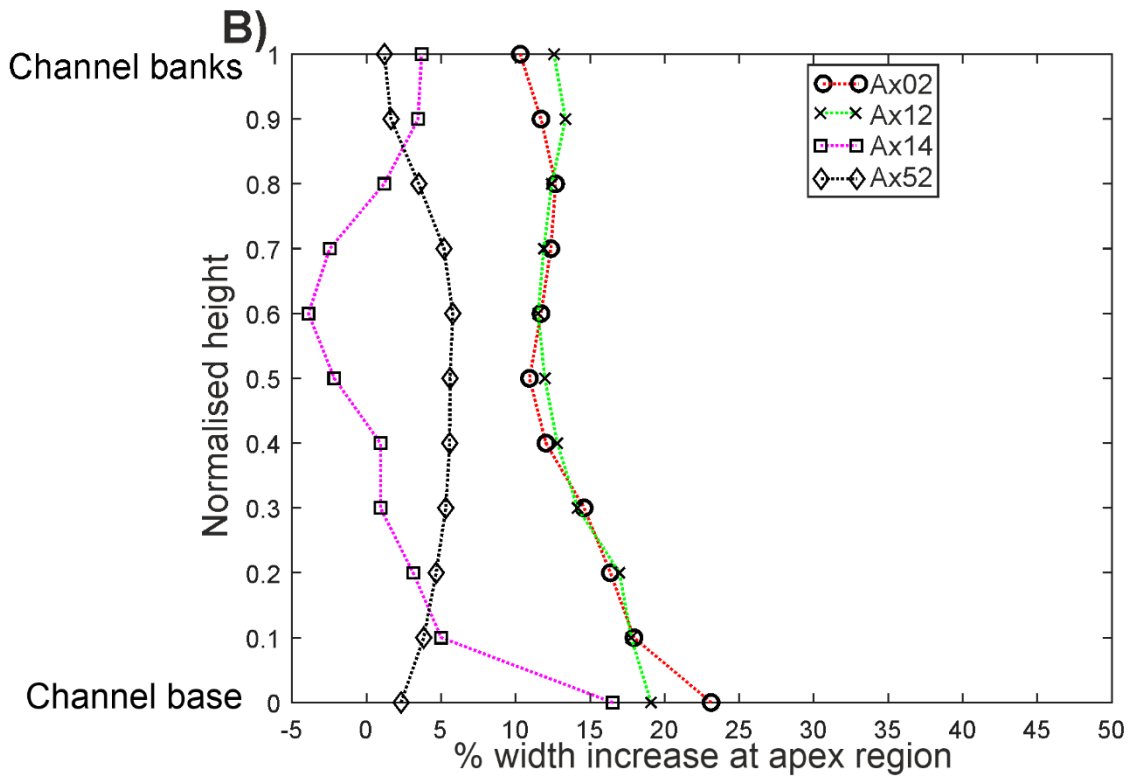 B)
Channel banks
1
0.9
0.8
0.7
0.6
0.5
0.4
0.3
0.2
0.1
0
Channel base
Normalised height
Ax02
Ax12
Ax14
Ax52
-5 0 5 10 15 20 25 30 35 40 45 50
% width increase at apex region